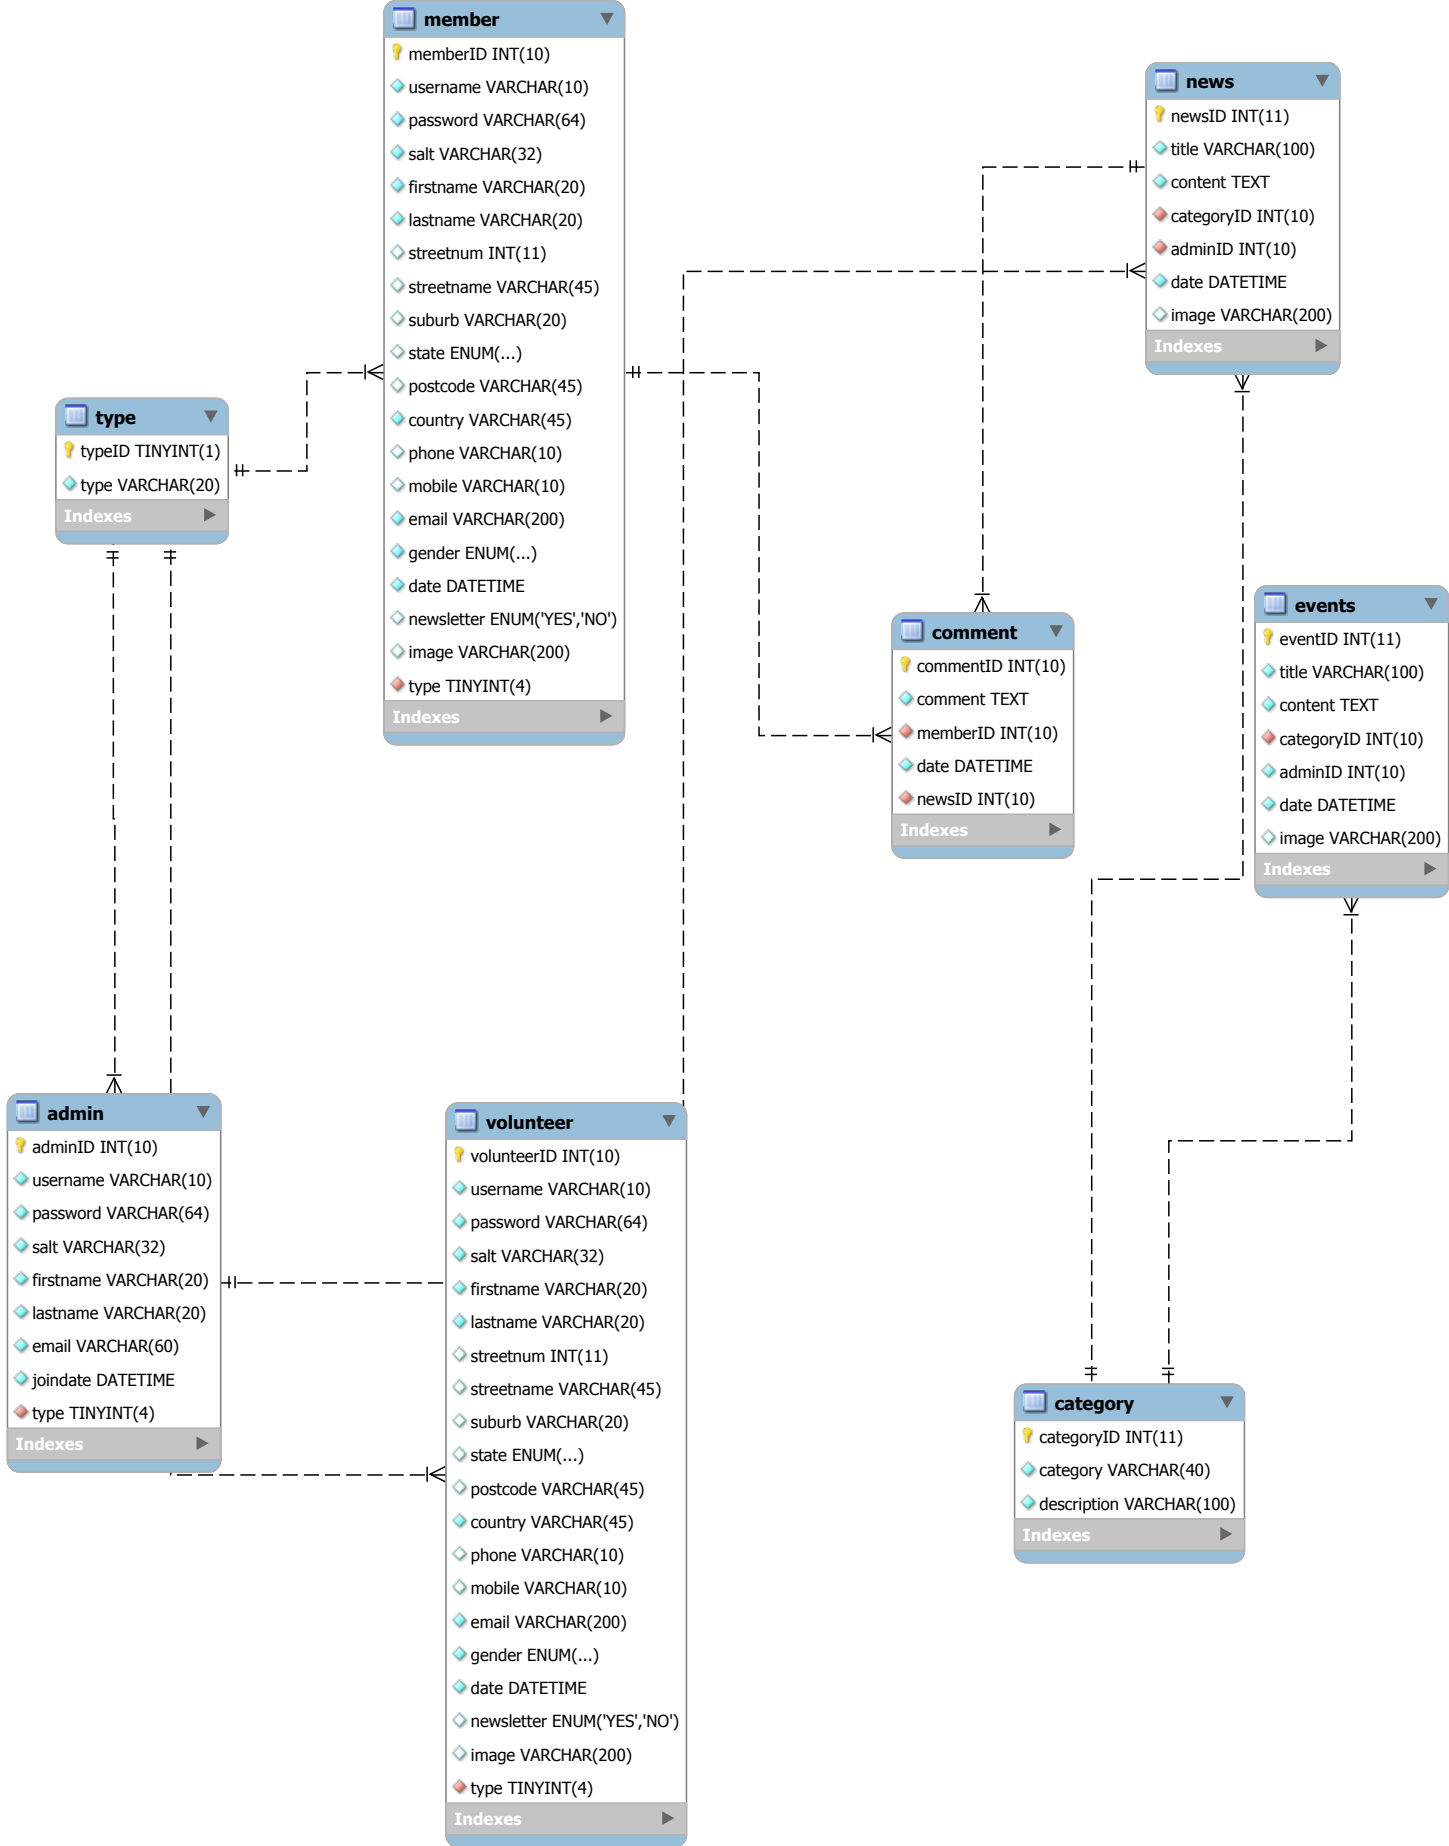 member
memberID INT(10)
username VARCHAR(10)
password VARCHAR(64)
salt VARCHAR(32)
firstname VARCHAR(20)
lastname VARCHAR(20)
streetnum INT(11)
streetname VARCHAR(45)
suburb VARCHAR(20)
state ENUM(...)
postcode VARCHAR(45)
country VARCHAR(45)
phone VARCHAR(10)
mobile VARCHAR(10)
email VARCHAR(200)
gender ENUM(...)
date DATETIME
newsletter ENUM('YES','NO')
image VARCHAR(200)
type TINYINT(4)
Indexes
news
newsID INT(11)
title VARCHAR(100)
content TEXT
categoryID INT(10)
adminID INT(10)
date DATETIME
image VARCHAR(200)
Indexes
type
typeID TINYINT(1)
type VARCHAR(20)
Indexes
comment
commentID INT(10)
comment TEXT
memberID INT(10)
date DATETIME
newsID INT(10)
Indexes
events
eventID INT(11)
title VARCHAR(100)
content TEXT
categoryID INT(10)
adminID INT(10)
date DATETIME
image VARCHAR(200)
Indexes
admin
adminID INT(10)
username VARCHAR(10)
password VARCHAR(64)
salt VARCHAR(32)
firstname VARCHAR(20)
lastname VARCHAR(20)
email VARCHAR(60)
joindate DATETIME
type TINYINT(4)
Indexes
volunteer
volunteerID INT(10)
username VARCHAR(10)
password VARCHAR(64)
salt VARCHAR(32)
firstname VARCHAR(20)
lastname VARCHAR(20)
streetnum INT(11)
streetname VARCHAR(45)
suburb VARCHAR(20)
state ENUM(...)
postcode VARCHAR(45)
country VARCHAR(45)
phone VARCHAR(10)
mobile VARCHAR(10)
email VARCHAR(200)
gender ENUM(...)
date DATETIME
newsletter ENUM('YES','NO')
image VARCHAR(200)
type TINYINT(4)
Indexes
category
categoryID INT(11)
category VARCHAR(40)
description VARCHAR(100)
Indexes